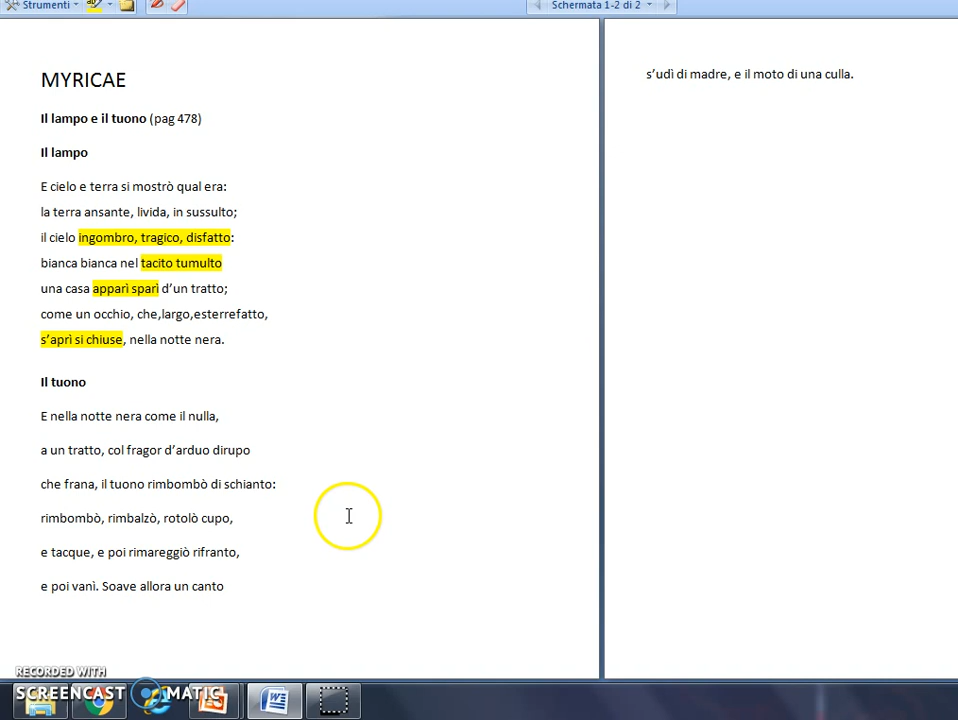 Strumenti
Schermata 1-2 di 2
MYRICAE
Il lampo e il tuono (pag 478)
Il lampo
E cielo e terra si mostrò qual era:
la terra ansante, livida, in sussulto;
il cielo ingombro, tragico, disfatto:
bianca bianca nel tacito tumulto
una casa apparì sparì d’un tratto;
come un occhio, che,largo,esterrefatto,
s’aprì si chiuse, nella notte nera.
Il tuono
E nella notte nera come il nulla,
a un tratto, col fragor d’arduo dirupo
che frana, il tuono rimbombò di schianto:
rimbombò, rimbalzò, rotolò cupo,
e tacque, e poi rimareggiò rifranto,
e poi vanì. Soave allora un canto
s’udì di madre, e il moto di una culla.
RECORDED WITH
SCREENCAST MATIC